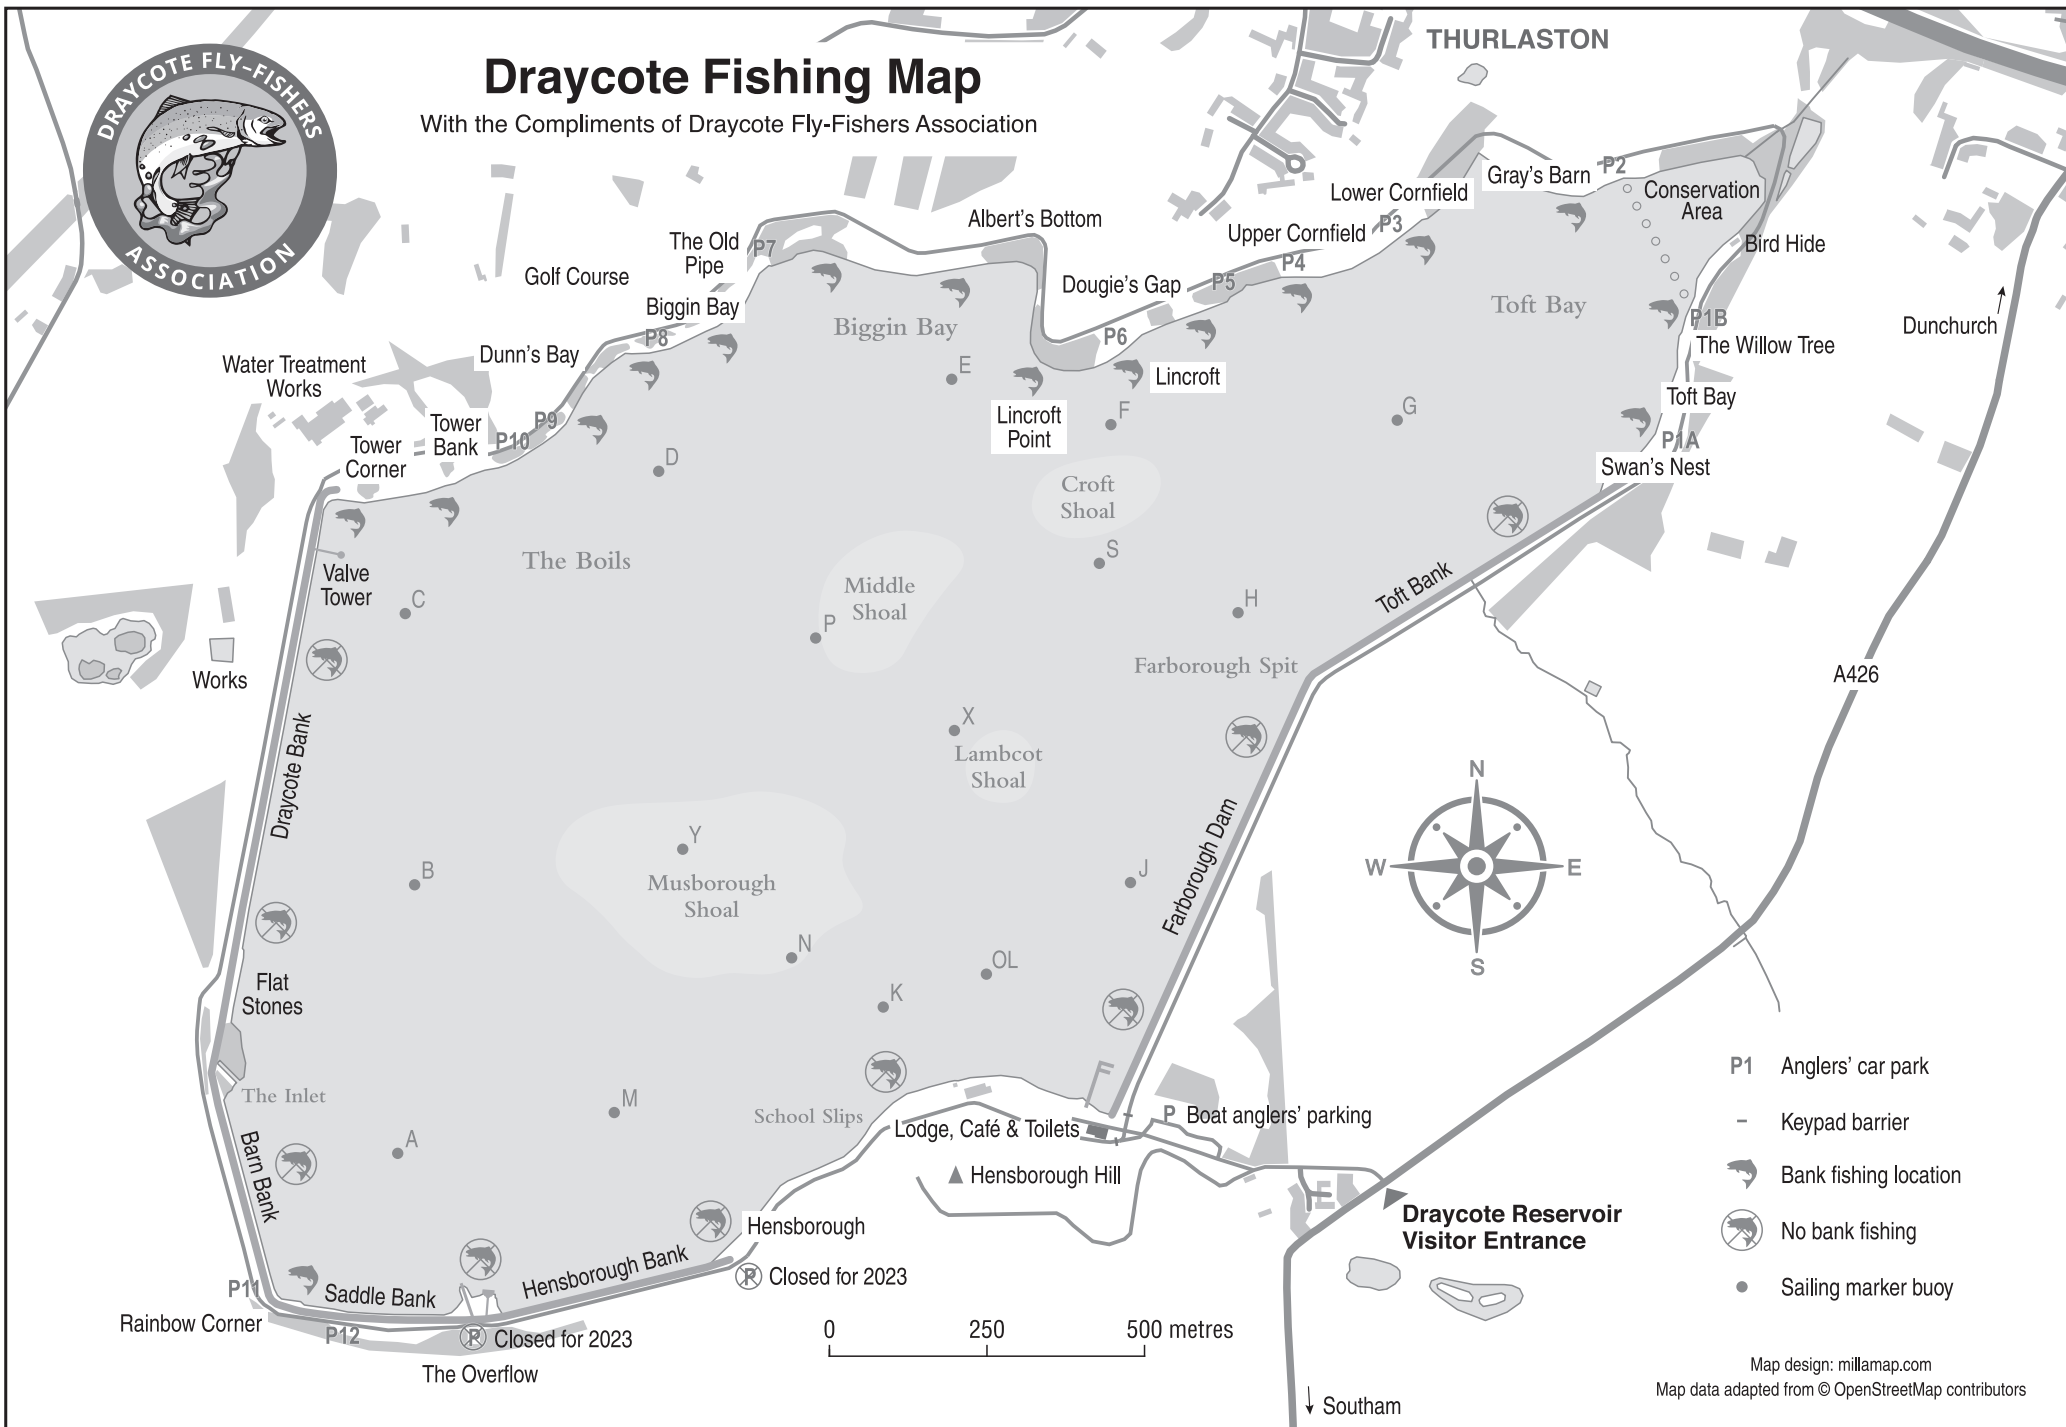 Draycote Fishing Map
With the Compliments of Draycote Fly-Fishers Association
DRAYCOTE FLY-FISHERS
ASSOCIATION
THURLASTON
Gray's Barn
P2
Conservation
Area
Lower Cornfield
P3
Bird Hide
Upper Cornfield
P4
Albert's Bottom
The Old
Pipe
P7
Golf Course
Dougie's Gap
P5
Biggin Bay
Biggin Bay
Toft Bay
P1B
Dunchurch
P8
P6
The Willow Tree
Dunn's Bay
Water Treatment
Works
E
Lincroft
Toft Bay
Lincroft
Point
F
G
P9
Tower
Bank
P10
Tower
Corner
P1A
Swan's Nest
D
Croft
Shoal
The Boils
S
Valve
Tower
C
Middle
Shoal
P
H
Toft Bank
Farborough Spit
Works
A426
Draycote Bank
X
Lambcot
Shoal
N
W
E
S
Y
Musborough
Shoal
B
J
Farborough Dam
N
OL
K
Flat
Stones
The Inlet
M
School Slips
A
Barn Bank
Lodge, Café & Toilets
P
Boat anglers' parking
Hensborough Hill
Draycote Reservoir
Visitor Entrance
Hensborough
Hensborough Bank
P
Closed for 2023
P11
Saddle Bank
Rainbow Corner
P12
P
Closed for 2023
The Overflow
0
250
500 metres
P1
Anglers' car park
Keypad barrier
Bank fishing location
No bank fishing
Sailing marker buoy
Southam
Map design: millamap.com
Map data adapted from © OpenStreetMap contributors